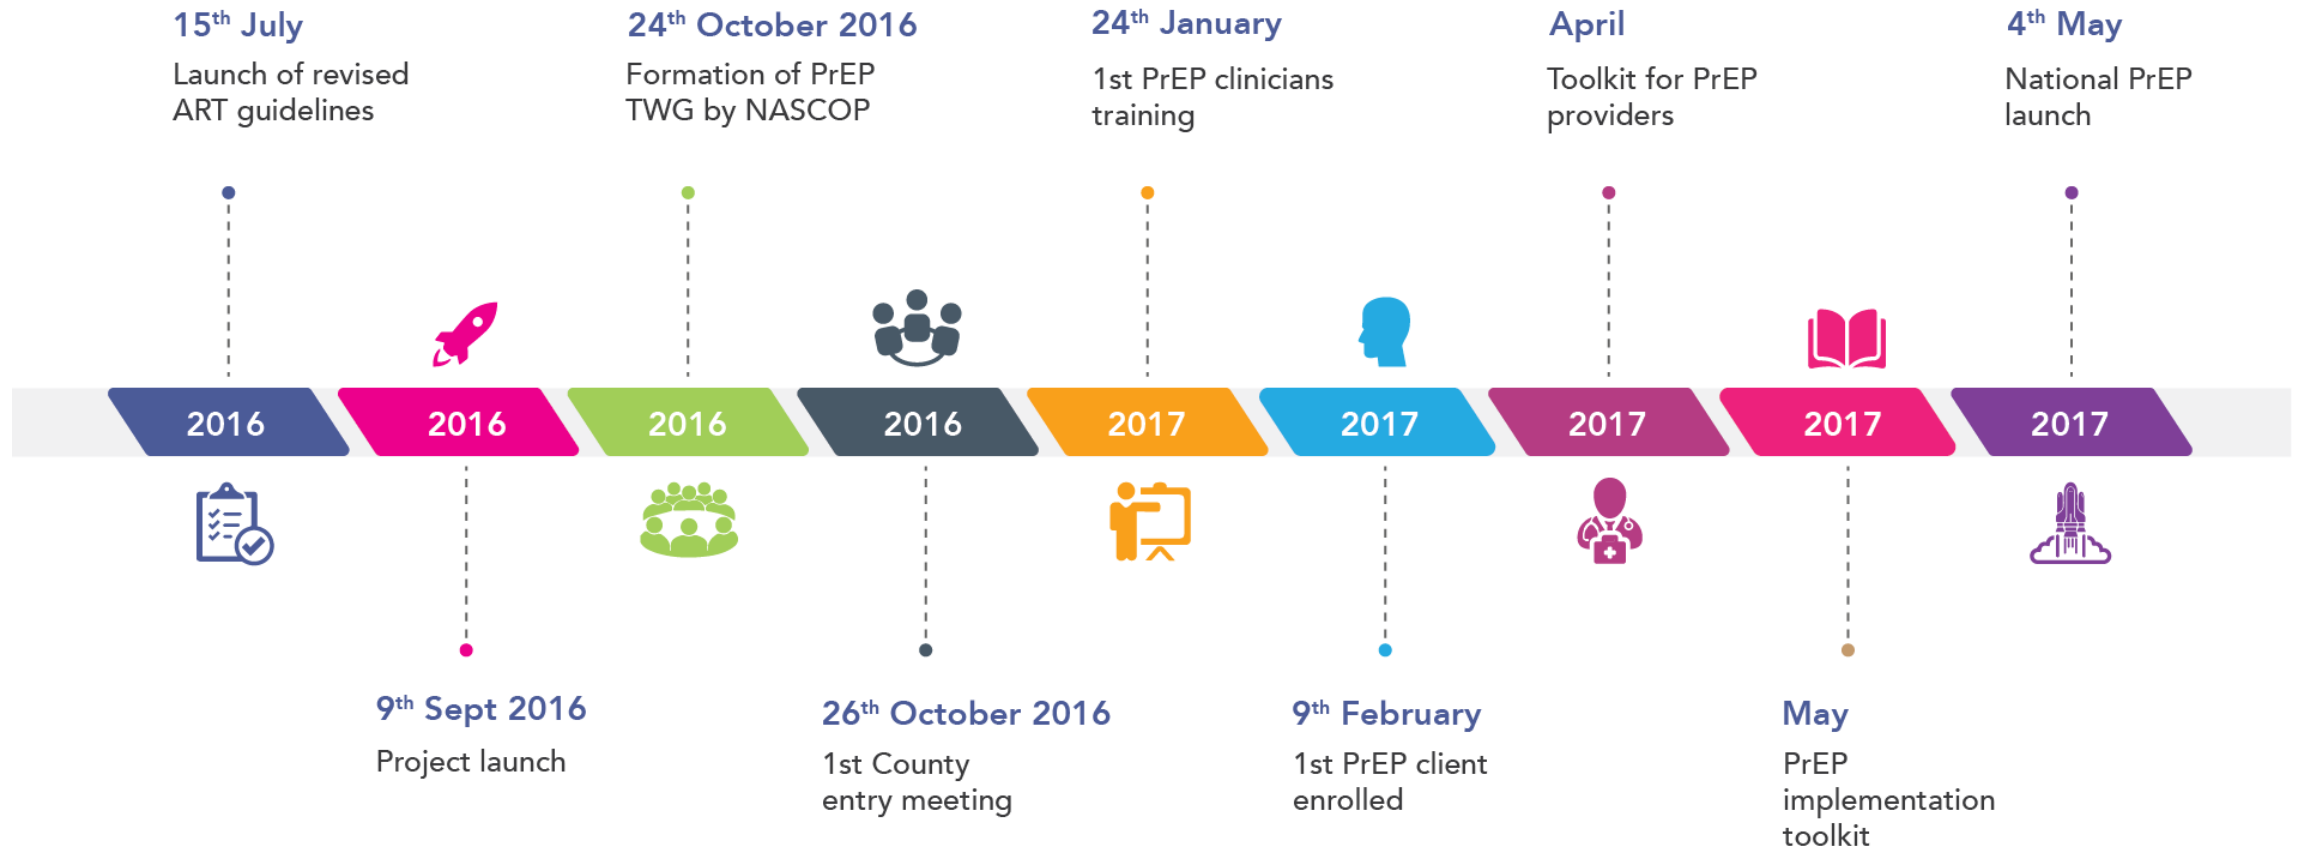 15th July
Launch of revised
ART guidelines
24th October 2016
Formation of PrEP
TWG by NASCOP
24th January
1st PrEP clinicians
training
April
Toolkit for PrEP
providers
4th May
National PrEP
launch
2016
2016
2016
2016
2017
2017
2017
2017
2017
9th Sept 2016
Project launch
26th October 2016
1st County
entry meeting
9th February
1st PrEP client
enrolled
May
PrEP
implementation
toolkit